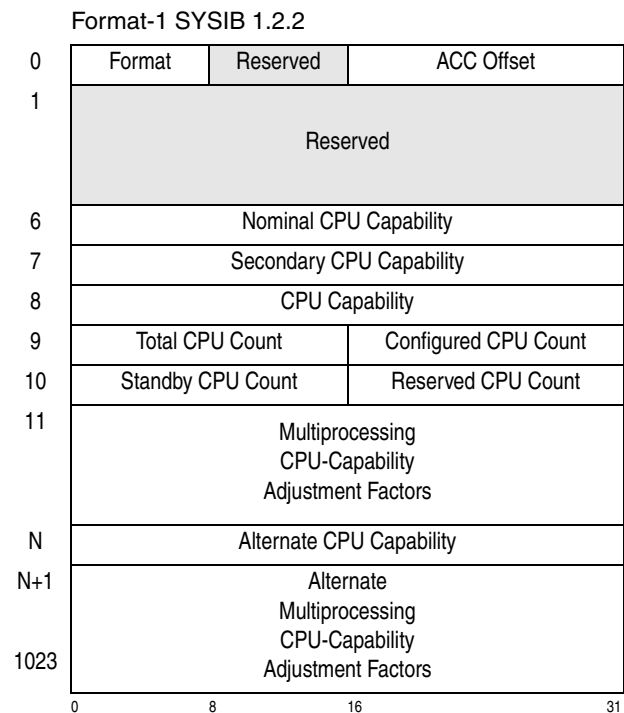 Format-1 SYSIB 1.2.2
0 Format Reserved ACC Offset
1
Reserved
6 Nominal CPU Capability
7 Secondary CPU Capability
8 CPU Capability
9 Total CPU Count Configured CPU Count
10 Standby CPU Count Reserved CPU Count
11
Multiprocessing
CPU-Capability
Adjustment Factors
N Alternate CPU Capability
N+1 Alternate
Multiprocessing
CPU-Capability
1023 Adjustment Factors
0 8 16 31